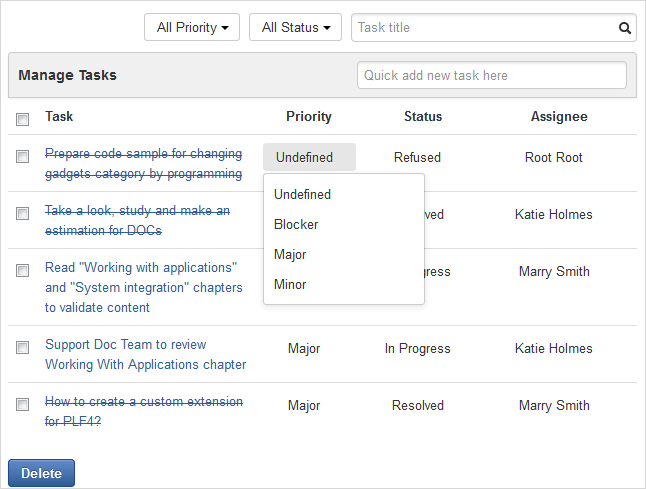 All Priority All Status Task title
Manage Tasks Quick add new task here
Task Priority Status Assignee
Prepare code sample for changing
gadgets category by programming
Undefined Refused Root Root
Undefined
Blocker
Major
Minor
Take a look, study and make an
estimation for DOCs
Katie Holmes
Read "Working with applications"
and "System integration" chapters
to validate content
Marry Smith
Support Doc Team to review
Working With Applications chapter
Major In Progress Katie Holmes
How to create a custom extension
for PLF4?
Major Resolved Marry Smith
Delete